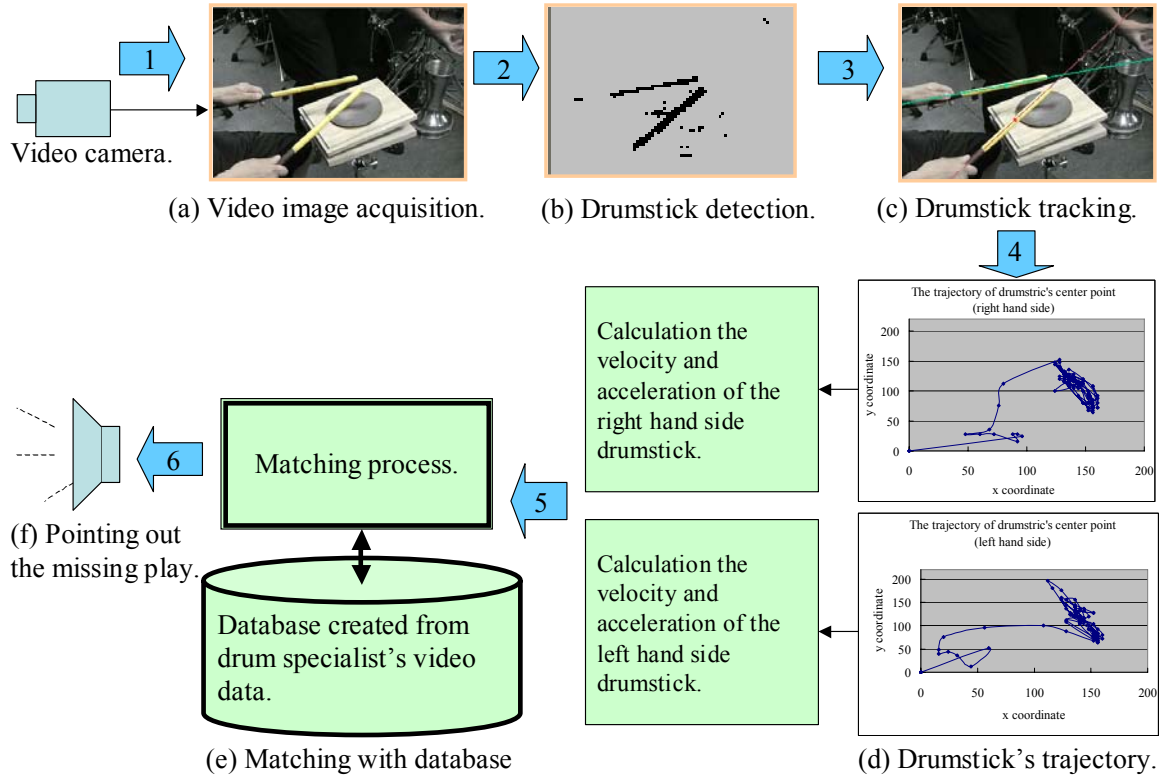 1
2
3
Video camera.
(a) Video image acquisition.
(b) Drumstick detection.
(c) Drumstick tracking.
4
The trajectory of drumstric's center point
(right hand side)
200
150
100
50
0
0
50
100
150
200
y coordinate
x coordinate
Calculation the
velocity and
acceleration of the
right hand side
drumstick.
The trajectory of drumstric's center point
(left hand side)
200
150
100
50
0
0
50
100
150
200
y coordinate
x coordinate
(d) Drumstick's trajectory.
Calculation the
velocity and
acceleration of the
left hand side
drumstick.
5
Matching process.
Database created from
drum specialist's video
data.
(e) Matching with database
6
(f) Pointing out
the missing play.